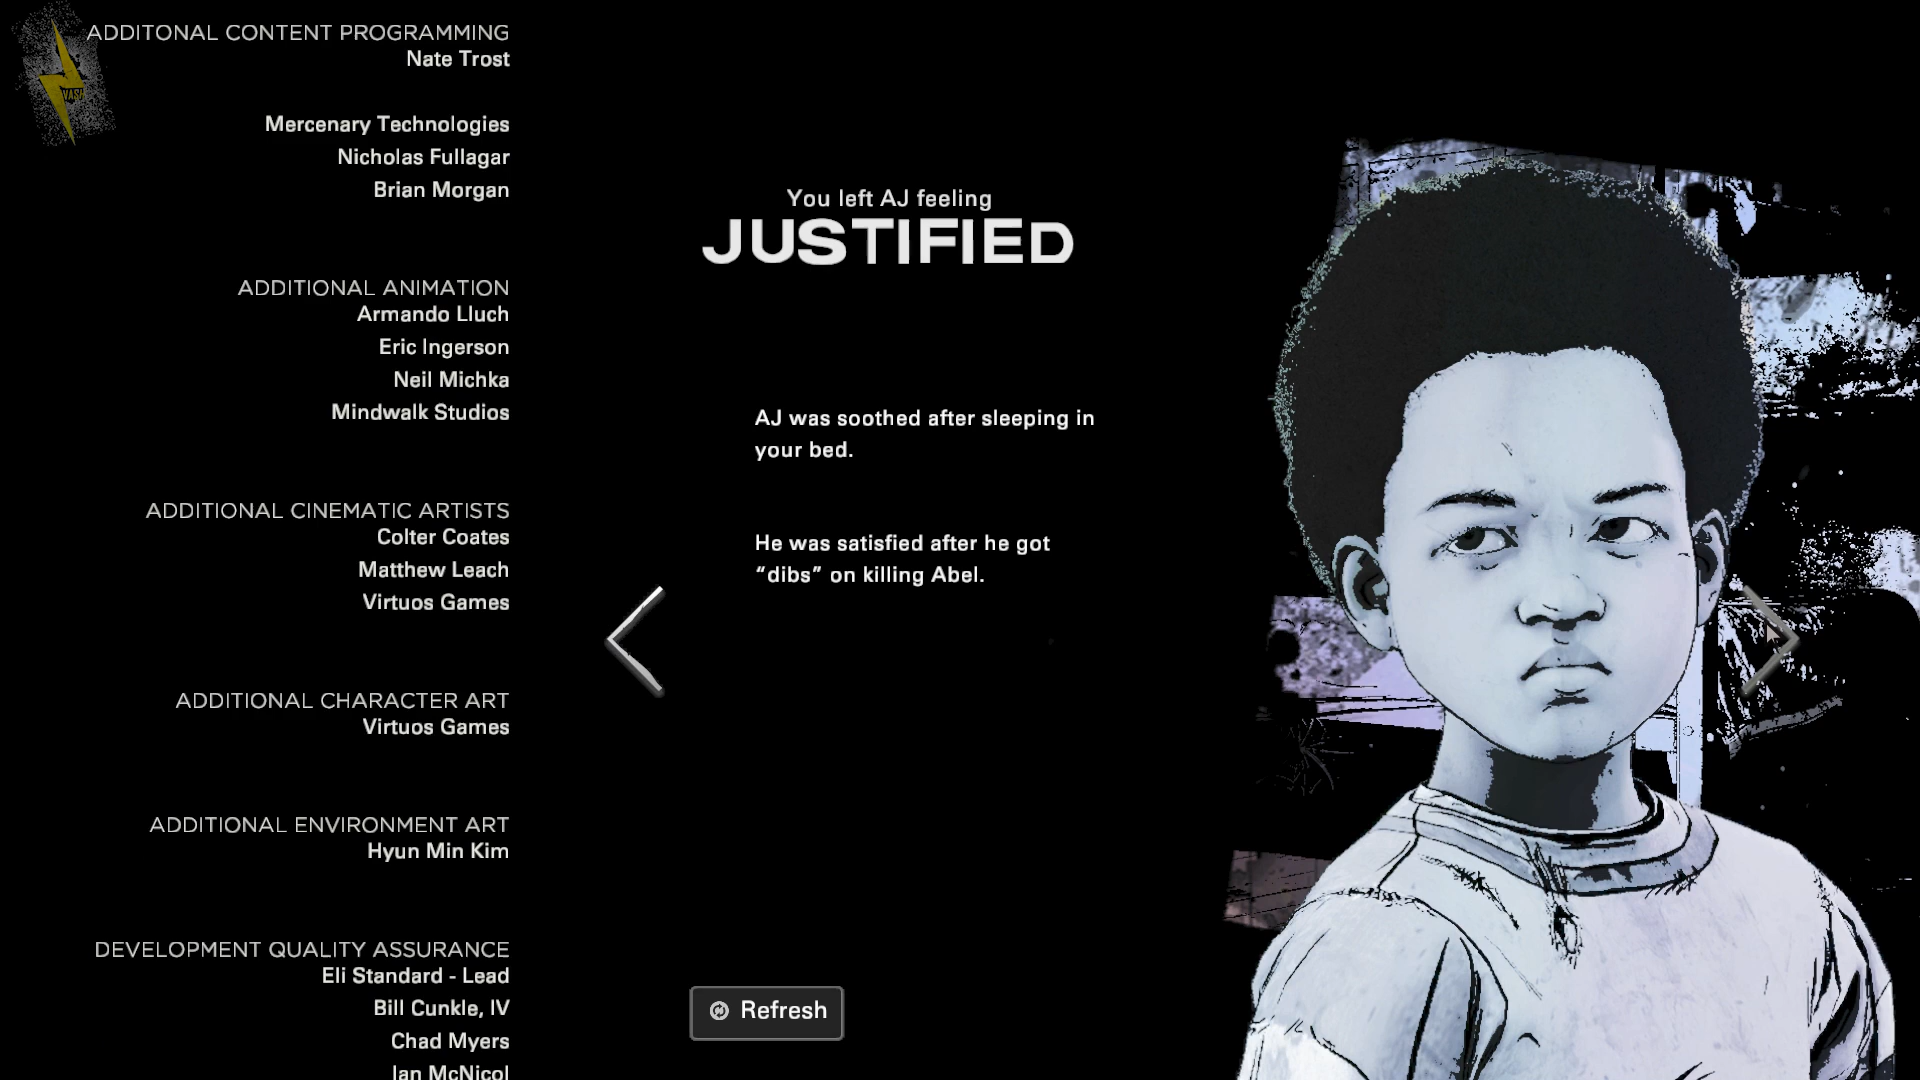 VASH
ADDITONAL CONTENT PROGRAMMING
Nate Trost
Mercenary Technologies
Nicholas Fullagar
Brian Morgan
ADDITIONAL ANIMATION
Armando Lluch
Eric Ingerson
Neil Michka
Mindwalk Studios
ADDITIONAL CINEMATIC ARTISTS
Colter Coates
Matthew Leach
Virtuos Games
ADDITIONAL CHARACTER ART
Virtuos Games
ADDITIONAL ENVIRONMENT ART
Hyun Min Kim
DEVELOPMENT QUALITY ASSURANCE
Eli Standard - Lead
Bill Cunkle, IV
Chad Myers
Ian McNicol
You left AJ feeling
JUSTIFIED
AJ was soothed after sleeping in
your bed.
He was satisfied after he got
“dibs” on killing Abel.
Refresh